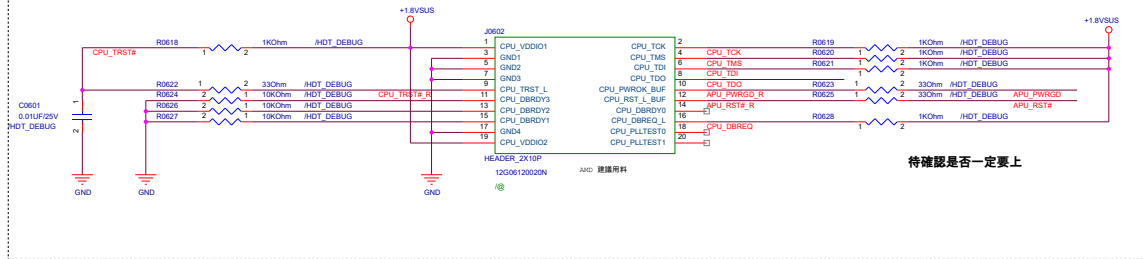 +1.8VSUS
+1.8VSUS
J0602
R0618 1 2 1KOhm /HDT_DEBUG
CPU_TRST#
1 CPU_VDDIO1 CPU_TCK 2 R0619 1KOhm /HDT_DEBUG
CPU_TCK 1 2
3 GND1 CPU_TMS 4 R0620 1KOhm /HDT_DEBUG
CPU_TMS 1 2
5 GND2 CPU_TDI 6 R0621 1KOhm /HDT_DEBUG
CPU_TDI 1 2
7 GND3 CPU_TDO 8
CPU_TDO
R0622 1 2 33Ohm /HDT_DEBUG
CPU_TRST#_R
9 CPU_TRST_L CPU_PWROK_BUF 10 R0623 1 2 33Ohm /HDT_DEBUG
APU_PWRGD_R APU_PWRGD
R0624 2 1 10KOhm /HDT_DEBUG
11 CPU_DBRDY3 CPU_RST_L_BUF 12 R0625 1 2 33Ohm /HDT_DEBUG
APU_RST#_R APU_RST#
R0626 2 1 10KOhm /HDT_DEBUG
13 CPU_DBRDY2 CPU_DBRDY0 14
R0627 2 1 10KOhm /HDT_DEBUG
15 CPU_DBRDY1 CPU_DBREQ_L 16 R0628 1 2 1KOhm /HDT_DEBUG
CPU_DBREQ
17 GND4 CPU_PLLTEST0 18
19 CPU_VDDIO2 CPU_PLLTEST1 20
C0601
0.01UF/25V
/HDT_DEBUG
1
2
HEADER_2X10P
12G06120020N
/@
AMD 建議用料
待確認是否一定要上
GND
GND
GND